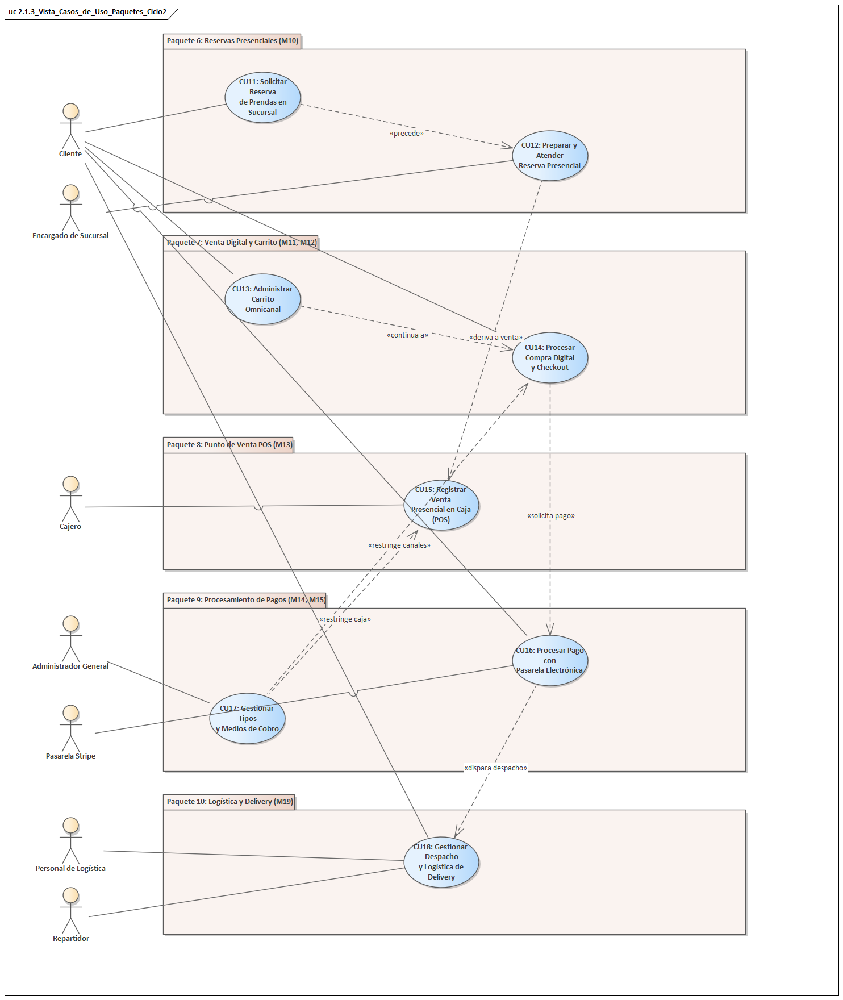 uc 2.1.3_Vista_Casos_de_Uso_Paquetes_Ciclo2
Paquete 6: Reservas Presenciales (M10)
CU11: Solicitar
Reserva
de Prendas en
Sucursal
Cliente
«precede»
CU12: Preparar y
Atender
Reserva Presencial
Encargado de Sucursal
Paquete 7: Venta Digital y Carrito (M11, M12)
CU13: Administrar
Carrito
Omnicanal
«continua a»
«deriva a venta»
CU14: Procesar
Compra Digital
y Checkout
Paquete 8: Punto de Venta POS (M13)
CU15: Registrar
Venta
Presencial en Caja
(POS)
Cajero
«solicita pago»
«restringe canales»
Paquete 9: Procesamiento de Pagos (M14, M15)
«restringe caja»
CU16: Procesar Pago
con
Pasarela Electrónica
Administrador General
CU17: Gestionar
Tipos
y Medios de Cobro
Pasarela Stripe
«dispara despacho»
Paquete 10: Logística y Delivery (M19)
CU18: Gestionar
Despacho
y Logística de
Delivery
Personal de Logística
Repartidor